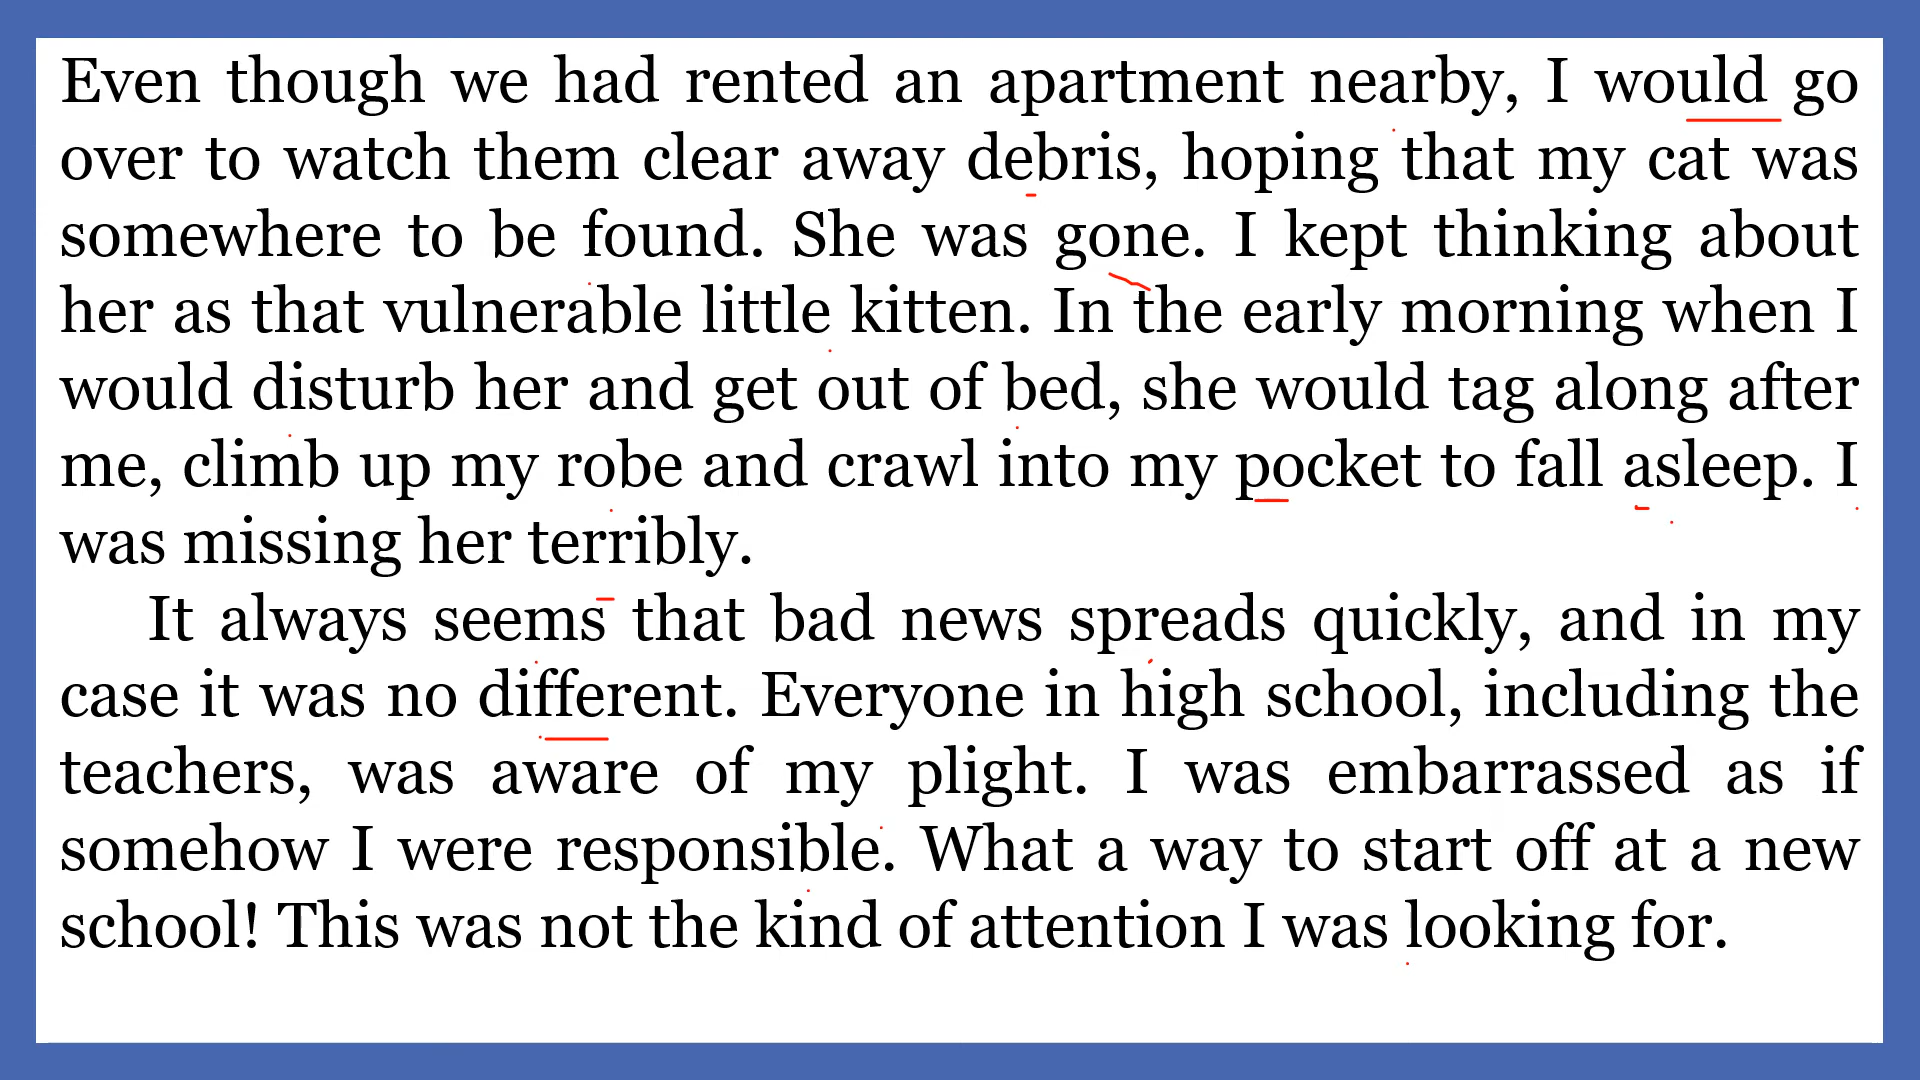 Even though we had rented an apartment nearby, I would go
over to watch them clear away debris, hoping that my cat was
somewhere to be found. She was gone. I kept thinking about
her as that vulnerable little kitten. In the early morning when I
would disturb her and get out of bed, she would tag along after
me, climb up my robe and crawl into my pocket to fall asleep. I
was missing her terribly.
It always seems that bad news spreads quickly, and in my
case it was no different. Everyone in high school, including the
teachers, was aware of my plight. I was embarrassed as if
somehow I were responsible. What a way to start off at a new
school! This was not the kind of attention I was looking for.